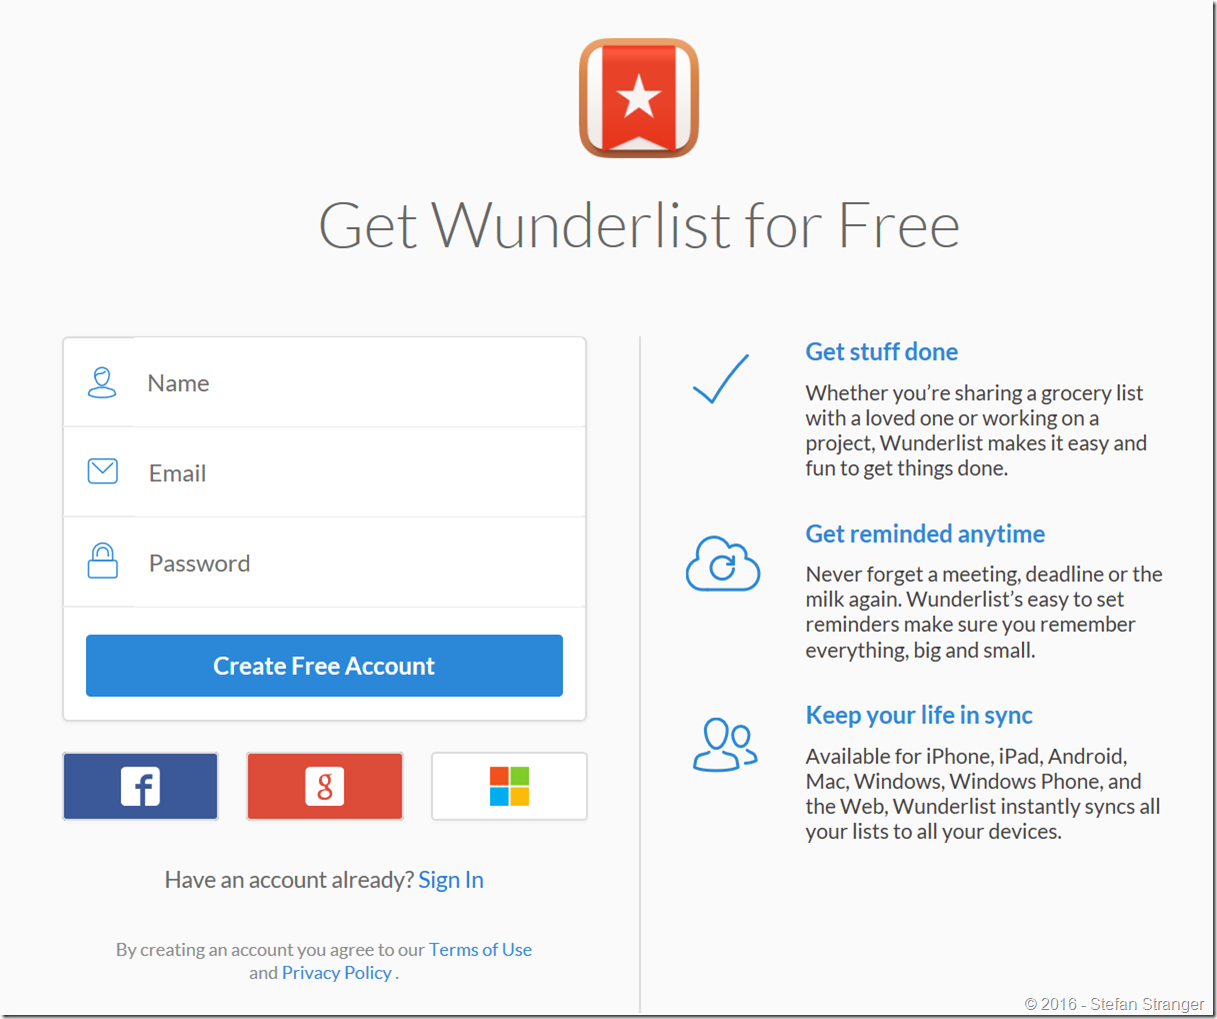 Get Wunderlist for Free
Name
Email
Password
Create Free Account
f
g
Have an account already? Sign In
By creating an account you agree to our Terms of Use
and Privacy Policy .
Get stuff done
Whether you’re sharing a grocery list
with a loved one or working on a
project, Wunderlist makes it easy and
fun to get things done.
Get reminded anytime
Never forget a meeting, deadline or the
milk again. Wunderlist’s easy to set
reminders make sure you remember
everything, big and small.
Keep your life in sync
Available for iPhone, iPad, Android,
Mac, Windows, Windows Phone, and
the Web, Wunderlist instantly syncs all
your lists to all your devices.
© 2016 - Stefan Stranger